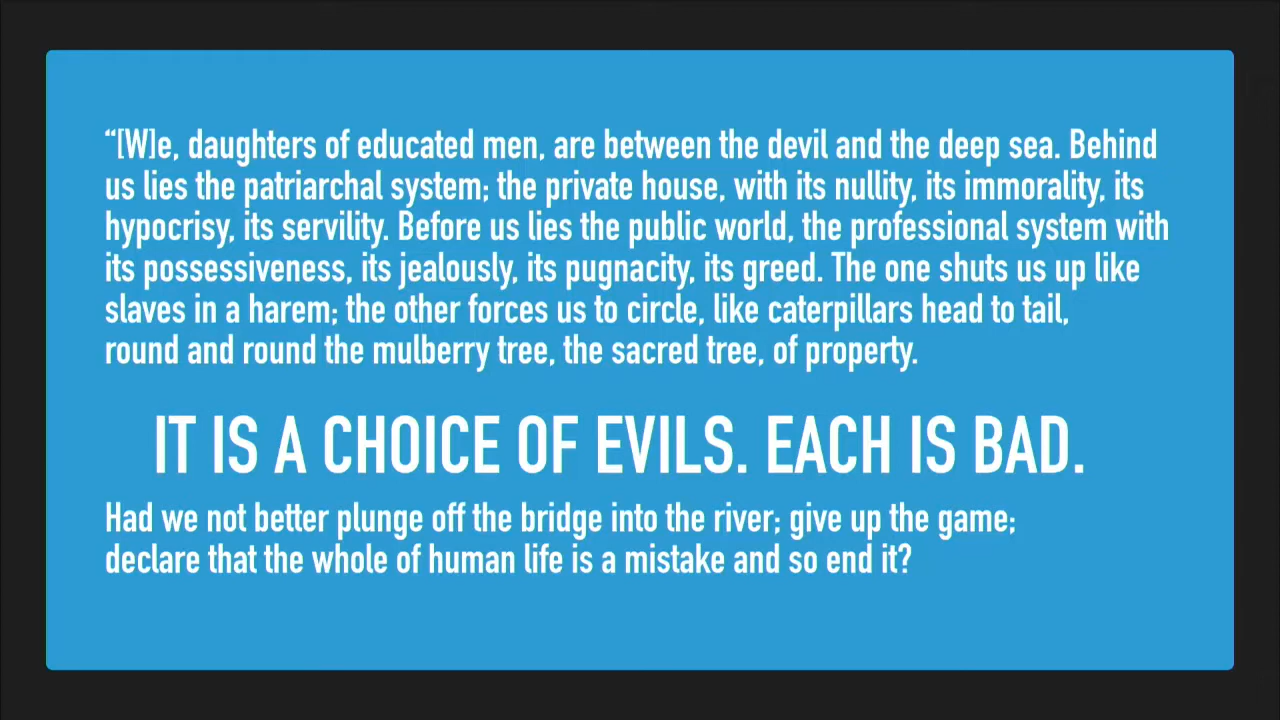 “[W]e, daughters of educated men, are between the devil and the deep sea. Behind
us lies the patriarchal system; the private house, with its nullity, its immorality, its
hypocrisy, its servility. Before us lies the public world, the professional system with
its possessiveness, its jealously, its pugnacity, its greed. The one shuts us up like
slaves in a harem; the other forces us to circle, like caterpillars head to tail,
round and round the mulberry tree, the sacred tree, of property.
IT IS A CHOICE OF EVILS. EACH IS BAD.
Had we not better plunge off the bridge into the river; give up the game;
declare that the whole of human life is a mistake and so end it?